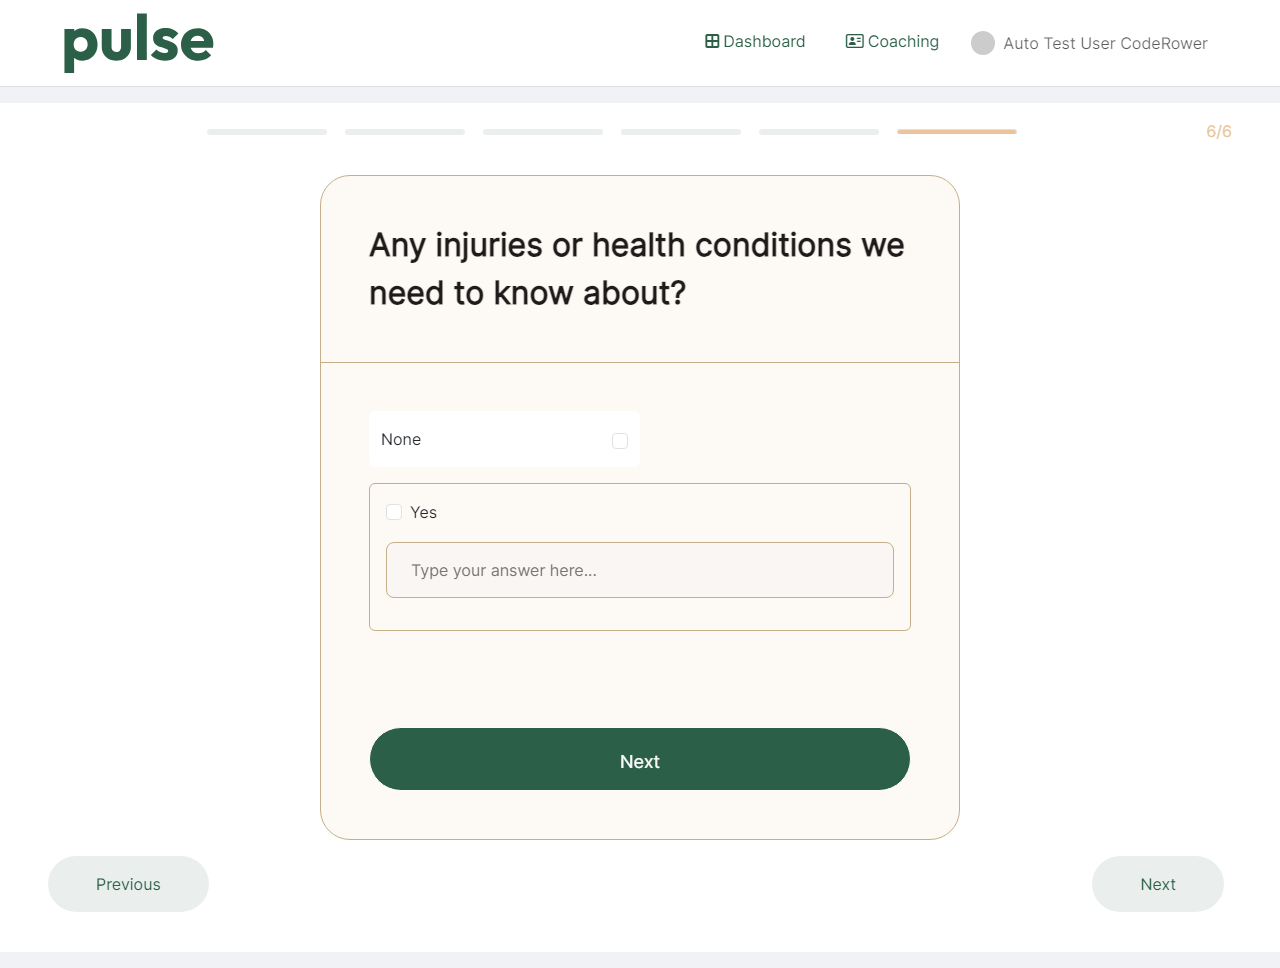 pulse
Dashboard
Coaching
Auto Test User CodeRower
6/6
Any injuries or health conditions we
need to know about?
None
Yes
Type your answer here...
Next
Previous
Next